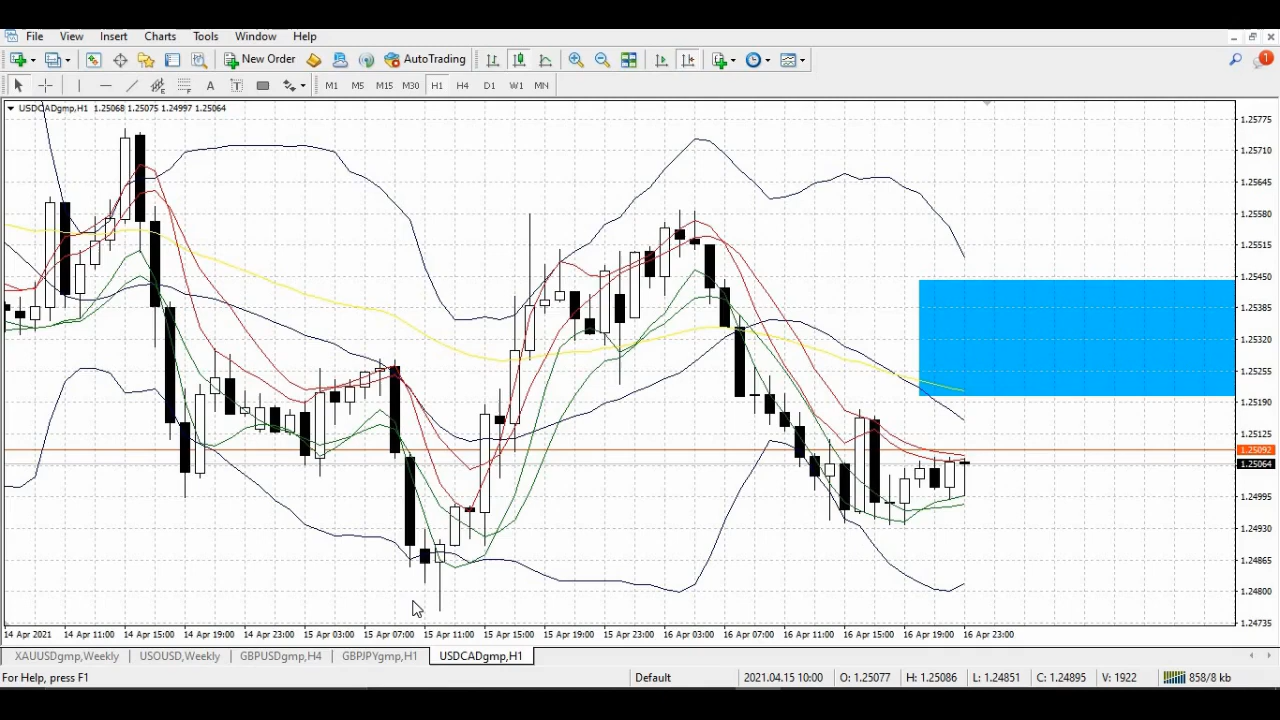 File View Insert Charts Tools Window Help
New Order AutoTrading
1
A T M1 M5 M15 M30 H1 H4 D1 W1 MN
USDCADgmp,H1 1.25068 1.25075 1.24997 1.25064
1.25775
1.25710
1.25645
1.25580
1.25515
1.25450
1.25385
1.25320
1.25255
1.25190
1.25125
1.25092
1.25064
1.24995
1.24930
1.24865
1.24800
1.24735
14 Apr 2021 14 Apr 11:00 14 Apr 15:00 14 Apr 19:00 14 Apr 23:00 15 Apr 03:00 15 Apr 07:00 15 Apr 11:00 15 Apr 15:00 15 Apr 19:00 15 Apr 23:00 16 Apr 03:00 16 Apr 07:00 16 Apr 11:00 16 Apr 15:00 16 Apr 19:00 16 Apr 23:00
XAUUSDgmp,Weekly USOUSD,Weekly GBPUSDgmp,H4 GBPJPYgmp,H1 USDCADgmp,H1
For Help, press F1 Default 2021.04.15 10:00 O: 1.25077 H: 1.25086 L: 1.24851 C: 1.24895 V: 1922 858/8 kb